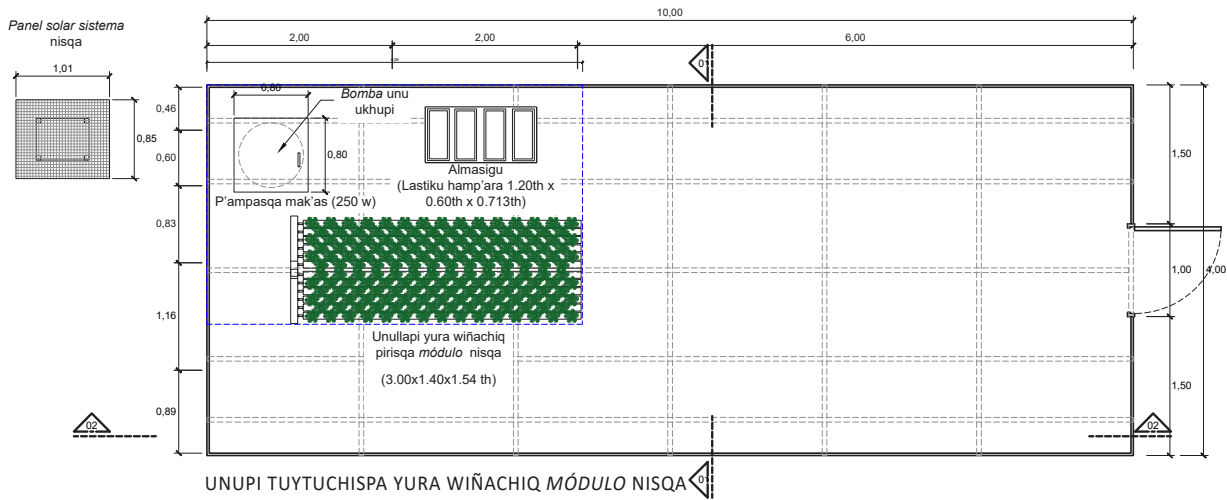 10,00
Panel solar sistema
nisqa
2,00
2,00
6,00
1,01
0,80
Bomba unu
ukhupi
0,46
0,85
0,60
0,80
1,50
Almasigu
(Lastiku hamp'ara 1.20th x
0.60th x 0.713th)
P'ampasqa mak'as (250 w)
0,83
1,00
4,00
1,16
Unullapi yura wiñachiq
pirisqa módulo nisqa
(3.00x1.40x1.54 th)
0,89
1,50
02
02
UNUPI TUYTUCHISPA YURA WIÑACHIQ MÓDULO NISQA